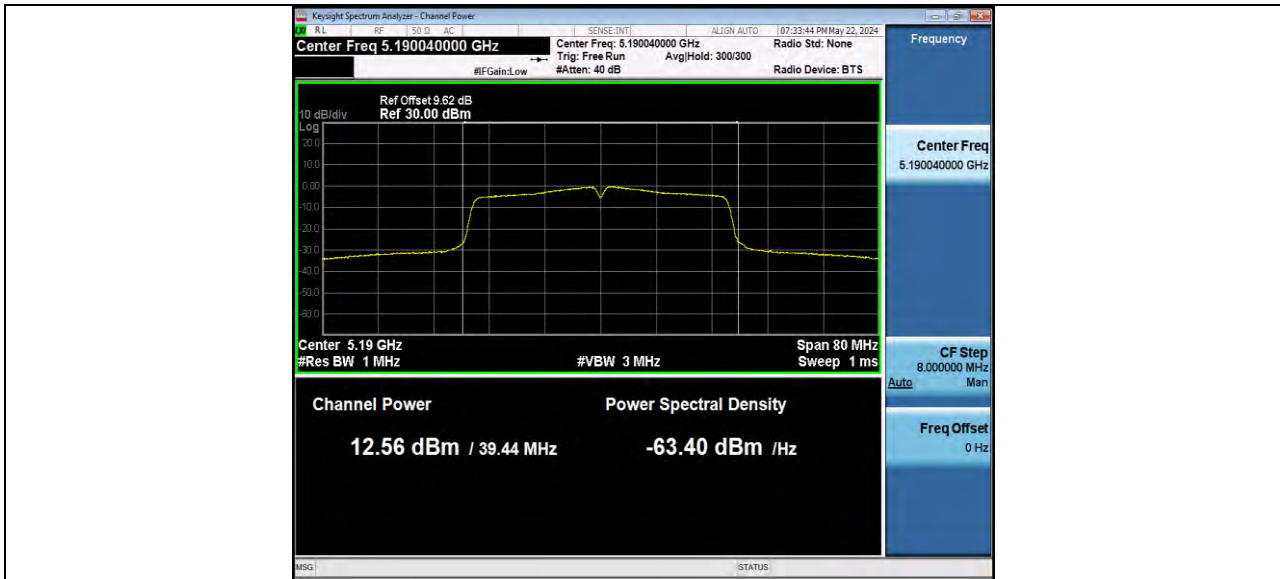 Keysight Spectrum Analyzer - Channel Power
RL RF 50 Ω AC SENSE:INT ALIGN AUTO 07:33:44 PM May 22, 2024
Center Freq 5.190040000 GHz
Center Freq: 5.190040000 GHz Radio Std: None
Trig: Free Run Avg|Hold: 300/300
#IFGain:Low #Atten: 40 dB Radio Device: BTS
Ref Offset 9.62 dB
10 dB/div Ref 30.00 dBm
Log
20.0
10.0
0.00
-10.0
-20.0
-30.0
-40.0
-50.0
-60.0
Center 5.19 GHz Span 80 MHz
#Res BW 1 MHz #VBW 3 MHz Sweep 1 ms
Channel Power Power Spectral Density
12.56 dBm / 39.44 MHz -63.40 dBm /Hz
Frequency
Center Freq
5.190040000 GHz
CF Step
8.000000 MHz
Auto Man
Freq Offset
0 Hz
MSG STATUS